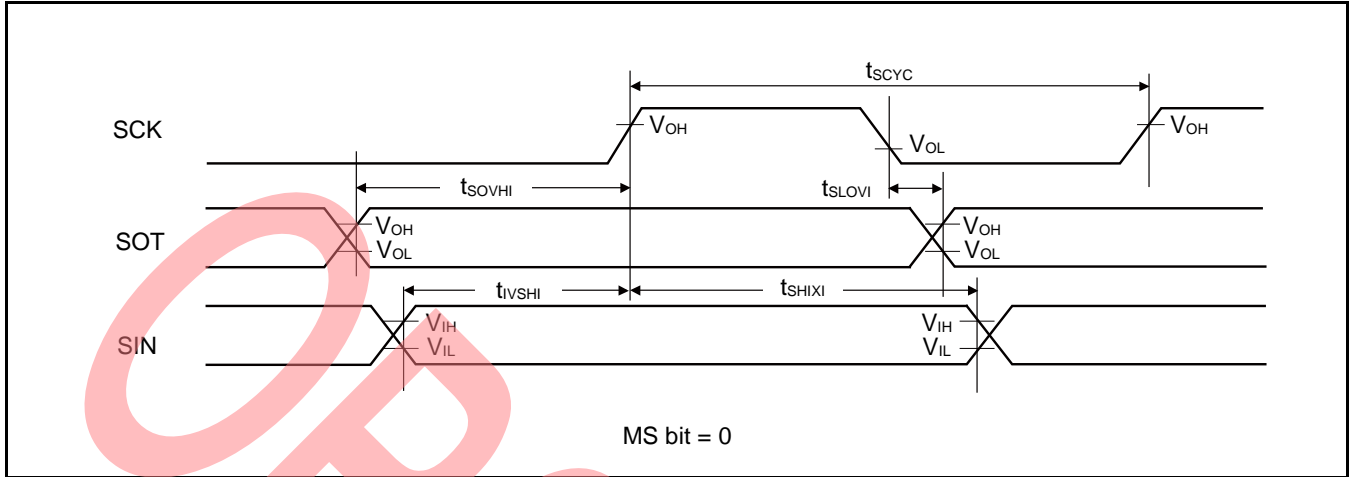 tSCYC
SCK
VOH
VOH
VOL
tSOVHI
tSLOVI
SOT
VOH
VOL
VOH
VOL
tIVSHI
tSHIXI
SIN
VIH
VIL
VIH
VIL
MS bit = 0